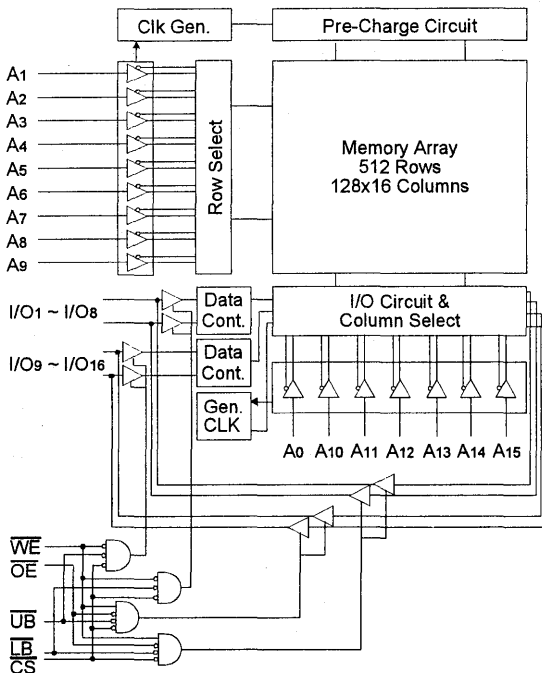 Clk Gen.
Pre-Charge Circuit
A1
A2
A3
A4
A5
A6
A7
A8
A9
Row Select
Memory Array
512 Rows
128x16 Columns
I/O1 ~ I/O8
Data
Cont.
I/O Circuit &
Column Select
I/O9 ~ I/O16
Data
Cont.
Gen.
CLK
A0 A10 A11 A12 A13 A14 A15
WE
OE
UB
LB
CS